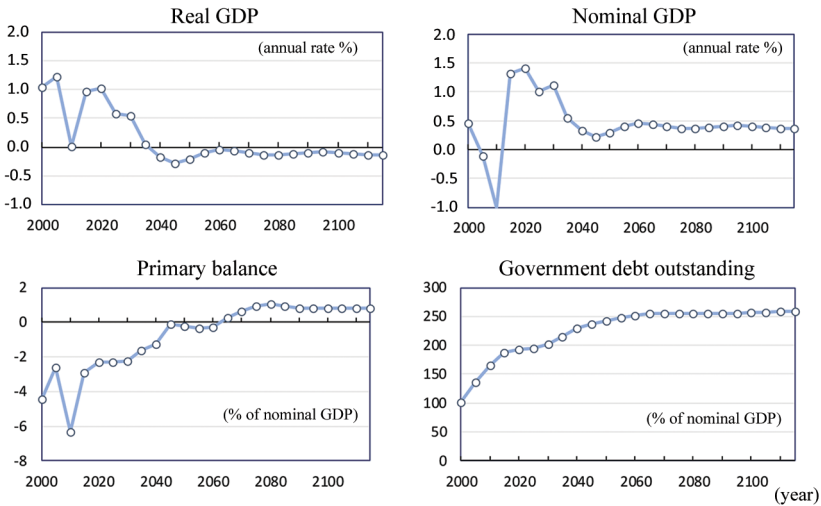 Real GDP
2.0
1.5
1.0
0.5
0.0
-0.5
-1.0
(annual rate %)
2000 2020 2040 2060 2080 2100
Nominal GDP
2.0
1.5
1.0
0.5
0.0
-0.5
-1.0
(annual rate %)
2000 2020 2040 2060 2080 2100
Primary balance
2
0
-2
-4
-6
-8
(% of nominal GDP)
2000 2020 2040 2060 2080 2100
Government debt outstanding
300
250
200
150
100
50
0
(% of nominal GDP)
2000 2020 2040 2060 2080 2100
(year)